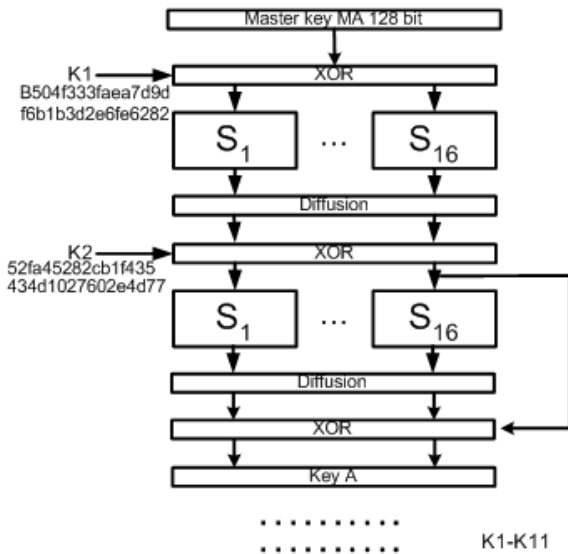 Master key MA 128 bit
K1
XOR
B504f333faea7d9d
f6b1b3d2e6fe6282
S1 ... S16
Diffusion
K2
XOR
52fa45282cb1f435
434d1027602e4d77
S1 ... S16
Diffusion
XOR
Key A
K1-K11